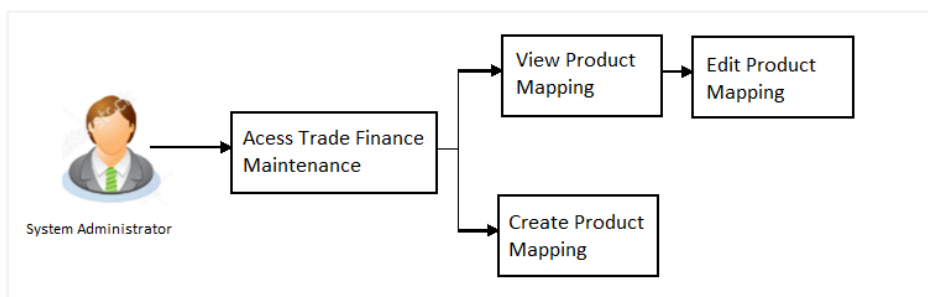 View Product
Mapping
Edit Product
Mapping
Acess Trade Finance
Maintenance
System Administrator
Create Product
Mapping